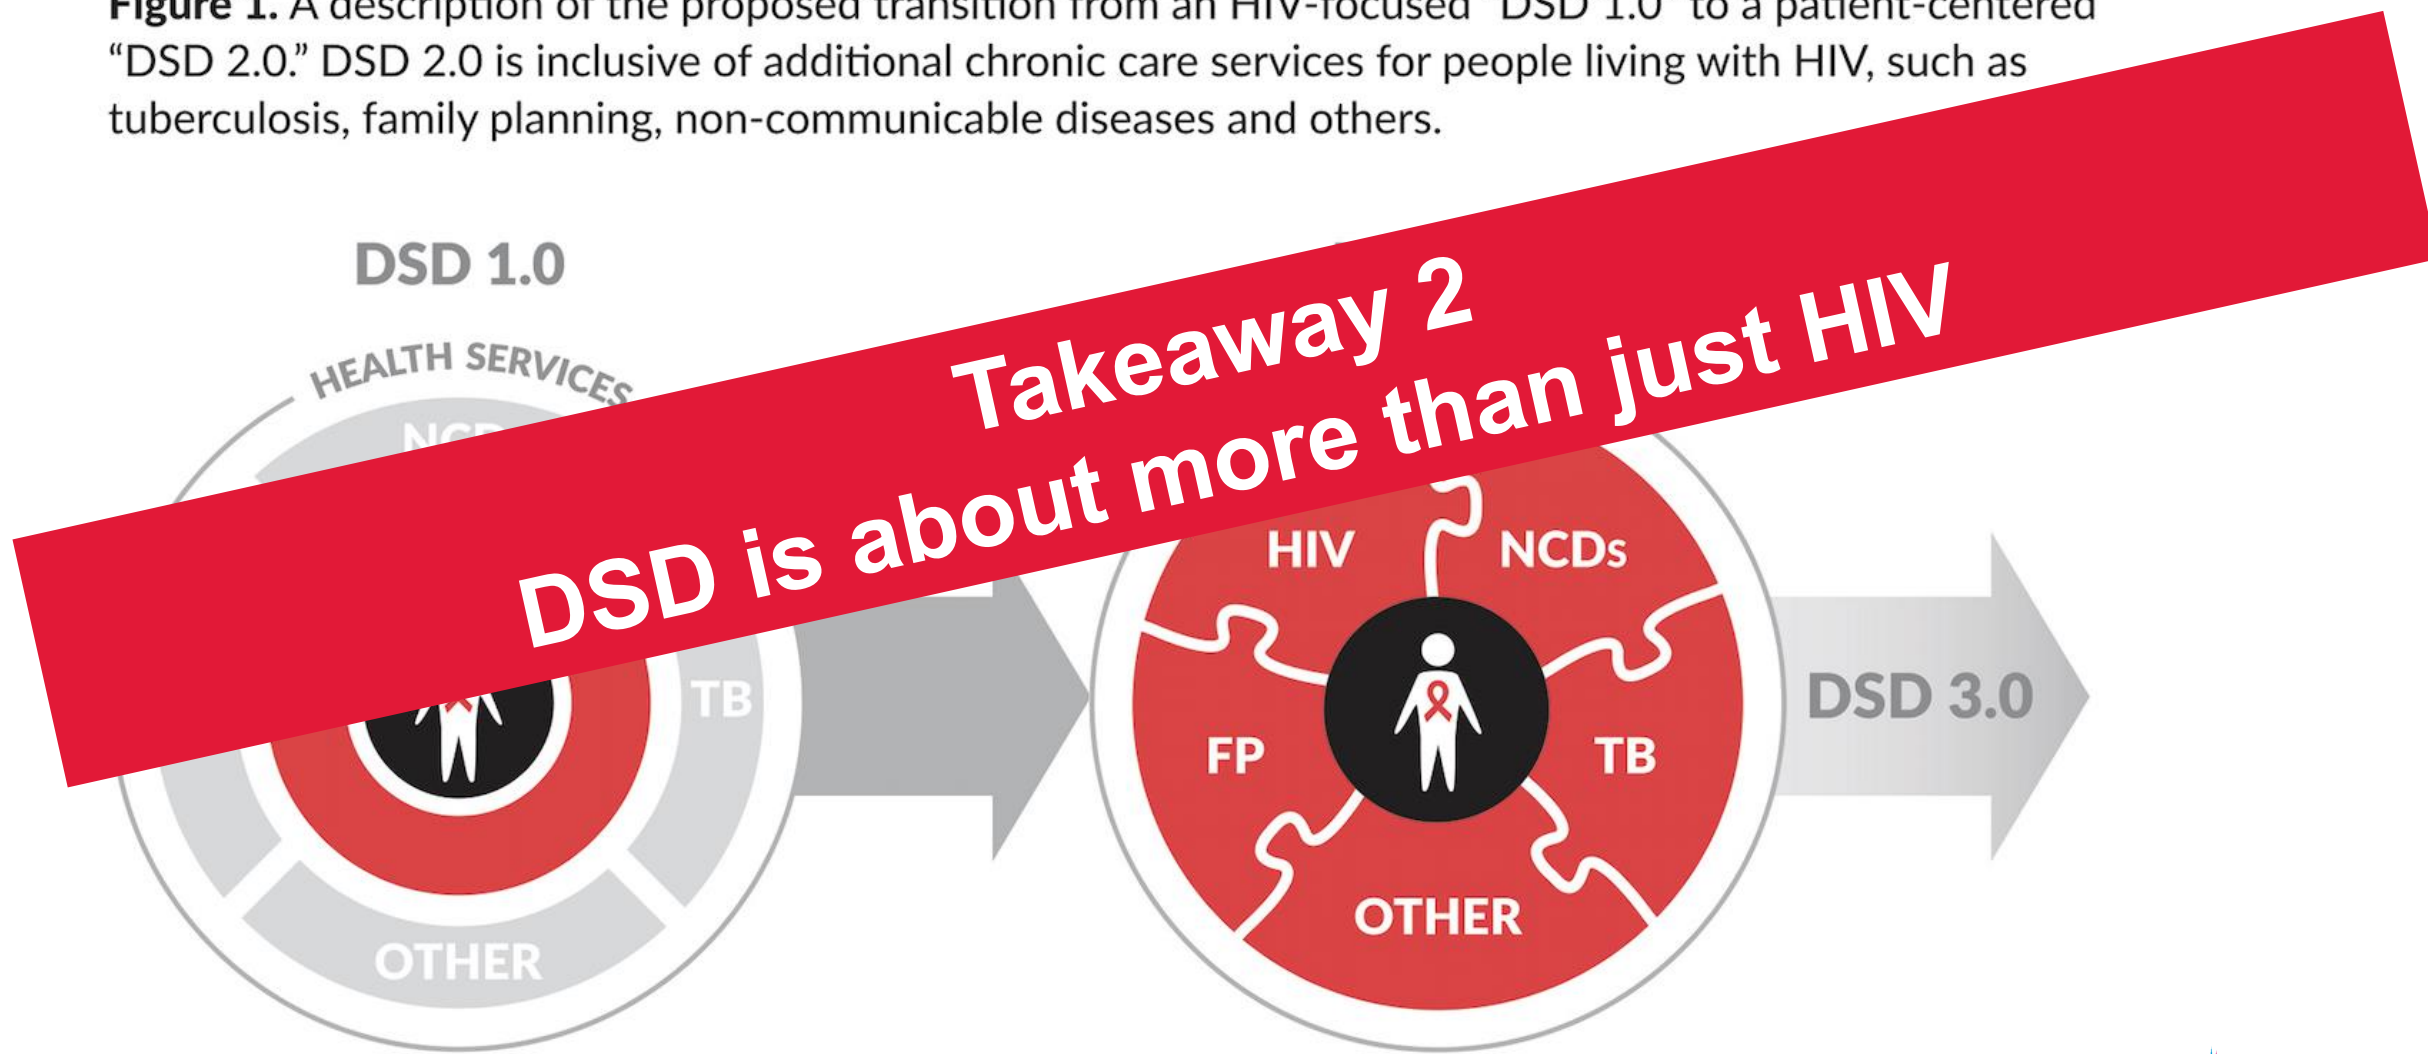 Figure 1. A description of the proposed transition from an HIV-focused “DSD 1.0” to a patient-centered
“DSD 2.0.” DSD 2.0 is inclusive of additional chronic care services for people living with HIV, such as
tuberculosis, family planning, non-communicable diseases and others.
DSD 1.0
HEALTH SERVICES
Takeaway 2
DSD is about more than just HIV
TB
OTHER
HIV
NCDs
FP
TB
OTHER
DSD 3.0